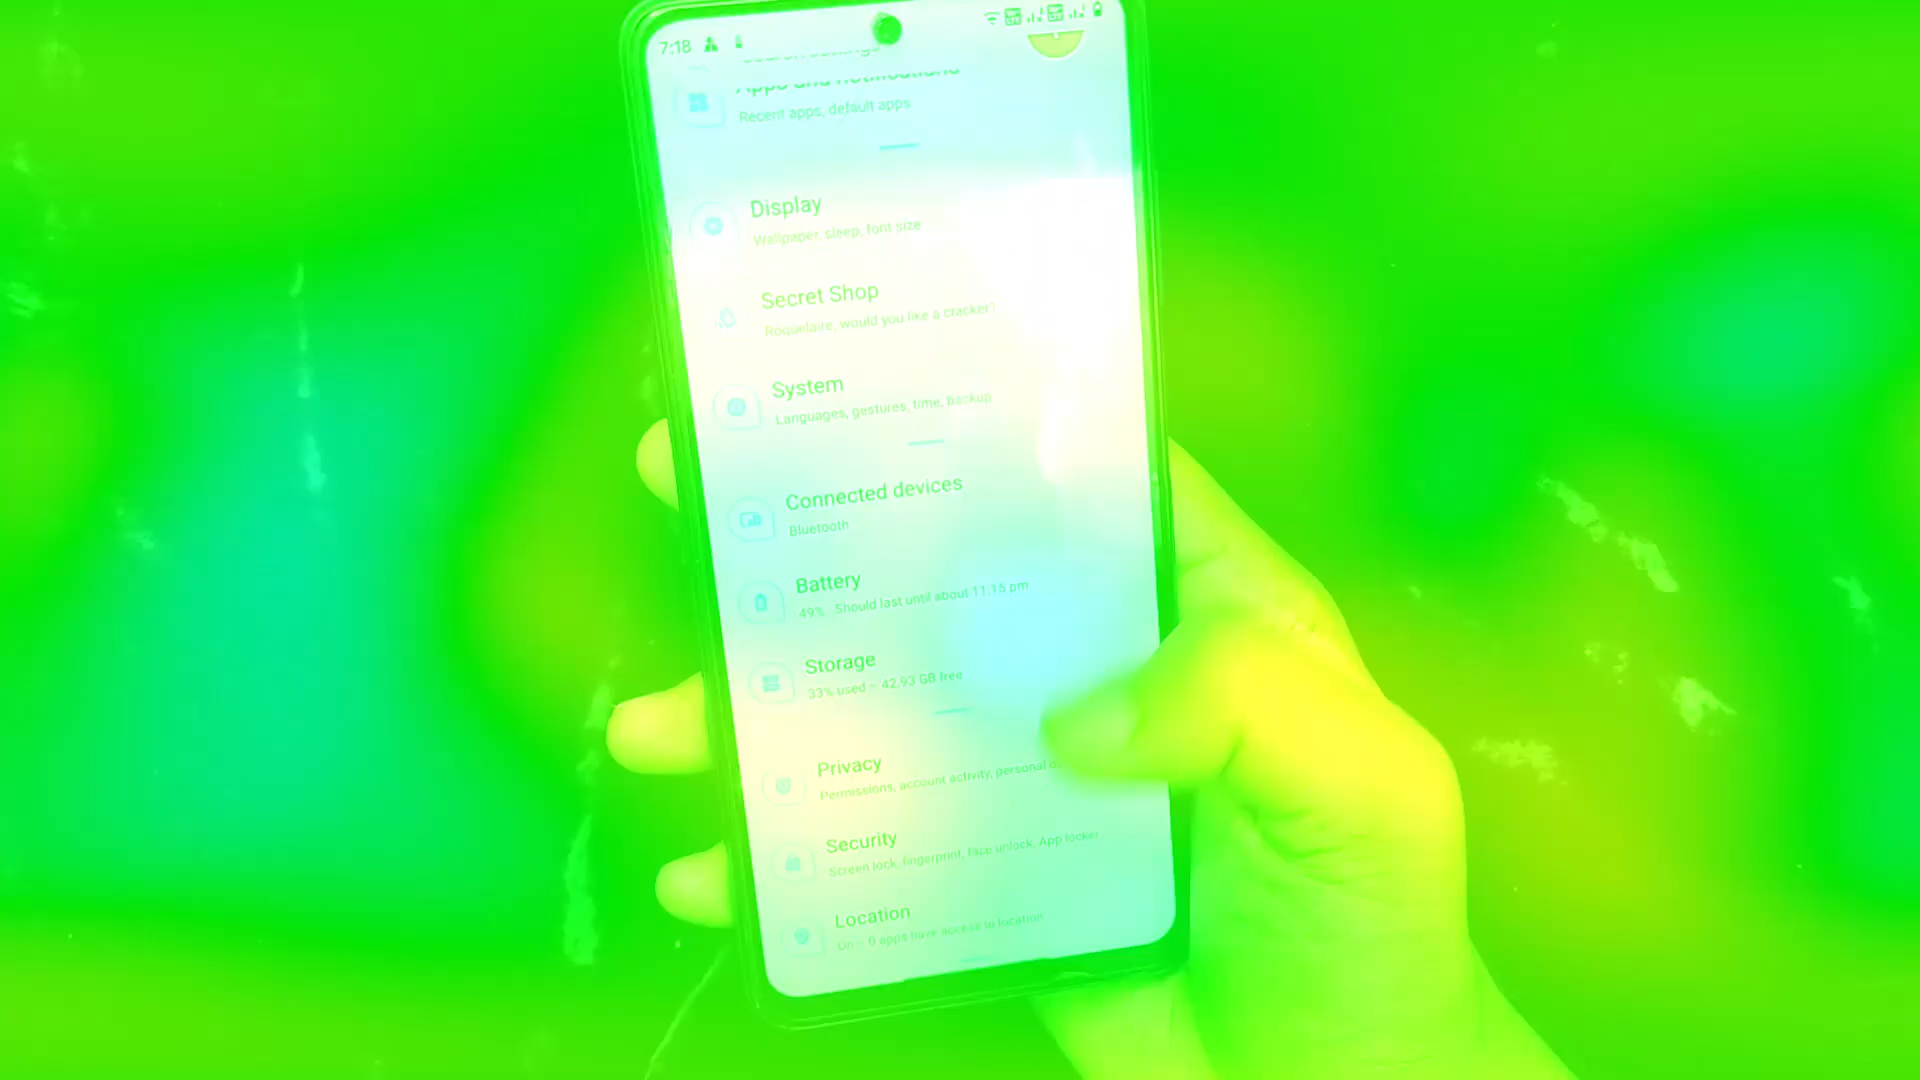 7:18
Apps and notifications
Recent apps, default apps
Display
Wallpaper, sleep, font size
Secret Shop
Roquelaire, would you like a cracker?
System
Languages, gestures, time, backup
Connected devices
Bluetooth
Battery
49% - Should last until about 11:15 pm
Storage
33% used - 42.93 GB free
Privacy
Permissions, account activity, personal
Security
Screen lock, fingerprint, face unlock, App locker
Location
On - 0 apps have access to location